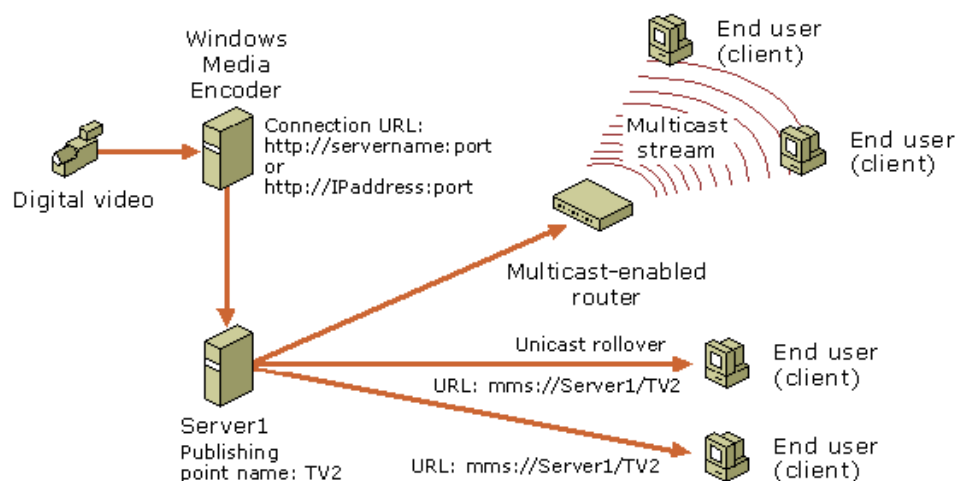 Windows
Media
Encoder
Connection URL:
http://servername:port
or
http://IPaddress:port
Digital video
End user
(client)
Multicast
stream
End user
(client)
Multicast-enabled
router
Unicast rollover
URL: mms://Server1/TV2
End user
(client)
Server1
Publishing
point name: TV2
URL: mms://Server1/TV2
End user
(client)